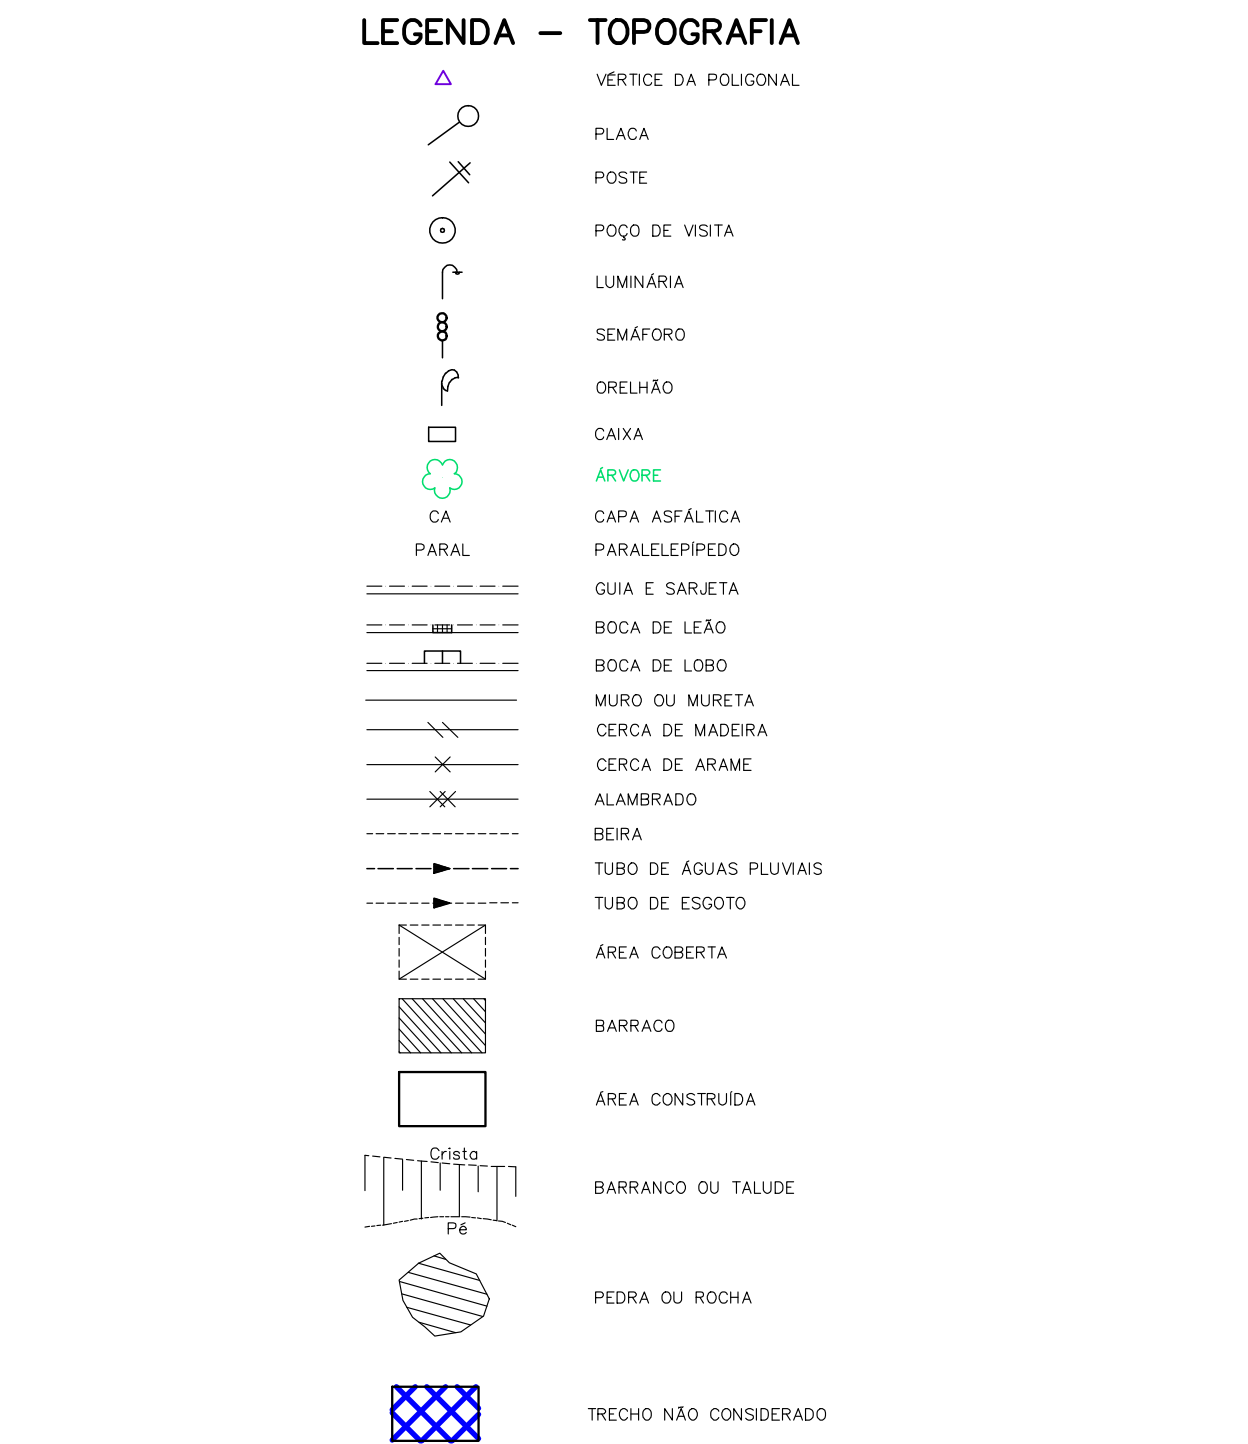 LEGENDA - TOPOGRAFIA
VÉRTICE DA POLIGONAL
PLACA
POSTE
POÇO DE VISITA
LUMINÁRIA
SEMÁFORO
ORELHÃO
CAIXA
ÁRVORE
CA CAPA ASFÁLTICA
PARAL PARALELEPÍPEDO
GUIA E SARJETA
BOCA DE LEÃO
BOCA DE LOBO
MURO OU MURETA
CERCA DE MADEIRA
CERCA DE ARAME
ALAMBRADO
BEIRA
TUBO DE ÁGUAS PLUVIAIS
TUBO DE ESGOTO
ÁREA COBERTA
BARRACO
ÁREA CONSTRUÍDA
Crista
BARRANCO OU TALUDE
Pé
PEDRA OU ROCHA
TRECHO NÃO CONSIDERADO